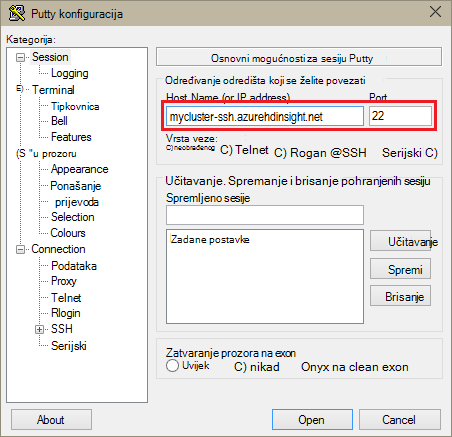 Putty konfiguracija
Kategorija:
Session
Logging
E) Terminal
Tipkovnica
Bell
Features
(S "u prozoru
Appearance
Ponašanje
prijevoda
Selection
Colours
Connection
Podataka
Proxy
Telnet
Rlogin
SSH
Serijski
Osnovni mogućnosti za sesiju Putty
Određivanje odredišta koji se želite povezati
Host Name (or IP address) Port
mycluster-ssh.azurehdinsight.net 22
Vrsta veze:
C) neobrađenog C) Telnet C) Rogan @SSH Serijski C)
Učitavanje. Spremanje i brisanje pohranjenih sesiju
Spremljeno sesije
Zadane postavke
Učitavanje
Spremi
Brisanje
Zatvaranje prozora na exon
Uvijek C) nikad Onyx na clean exon
About Open Cancel